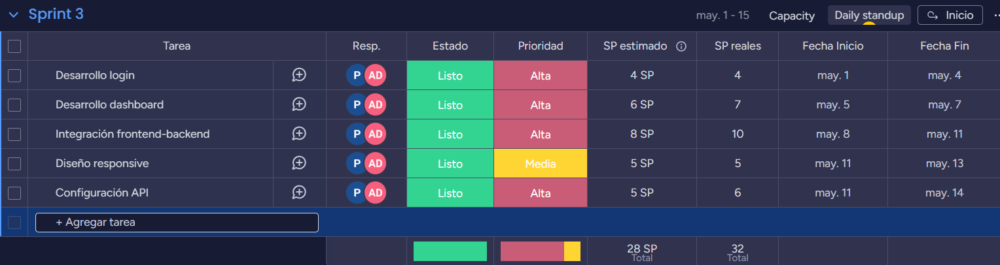 Sprint 3
may. 1 - 15 Capacity Daily standup Inicio
Tarea Resp. Estado Prioridad SP estimado SP reales Fecha Inicio Fecha Fin
Desarrollo login P AD Listo Alta 4 SP 4 may. 1 may. 4
Desarrollo dashboard P AD Listo Alta 6 SP 7 may. 5 may. 7
Integración frontend-backend P AD Listo Alta 8 SP 10 may. 8 may. 11
Diseño responsive P AD Listo Media 5 SP 5 may. 11 may. 13
Configuración API P AD Listo Alta 5 SP 6 may. 11 may. 14
+ Agregar tarea
28 SP 32
Total Total